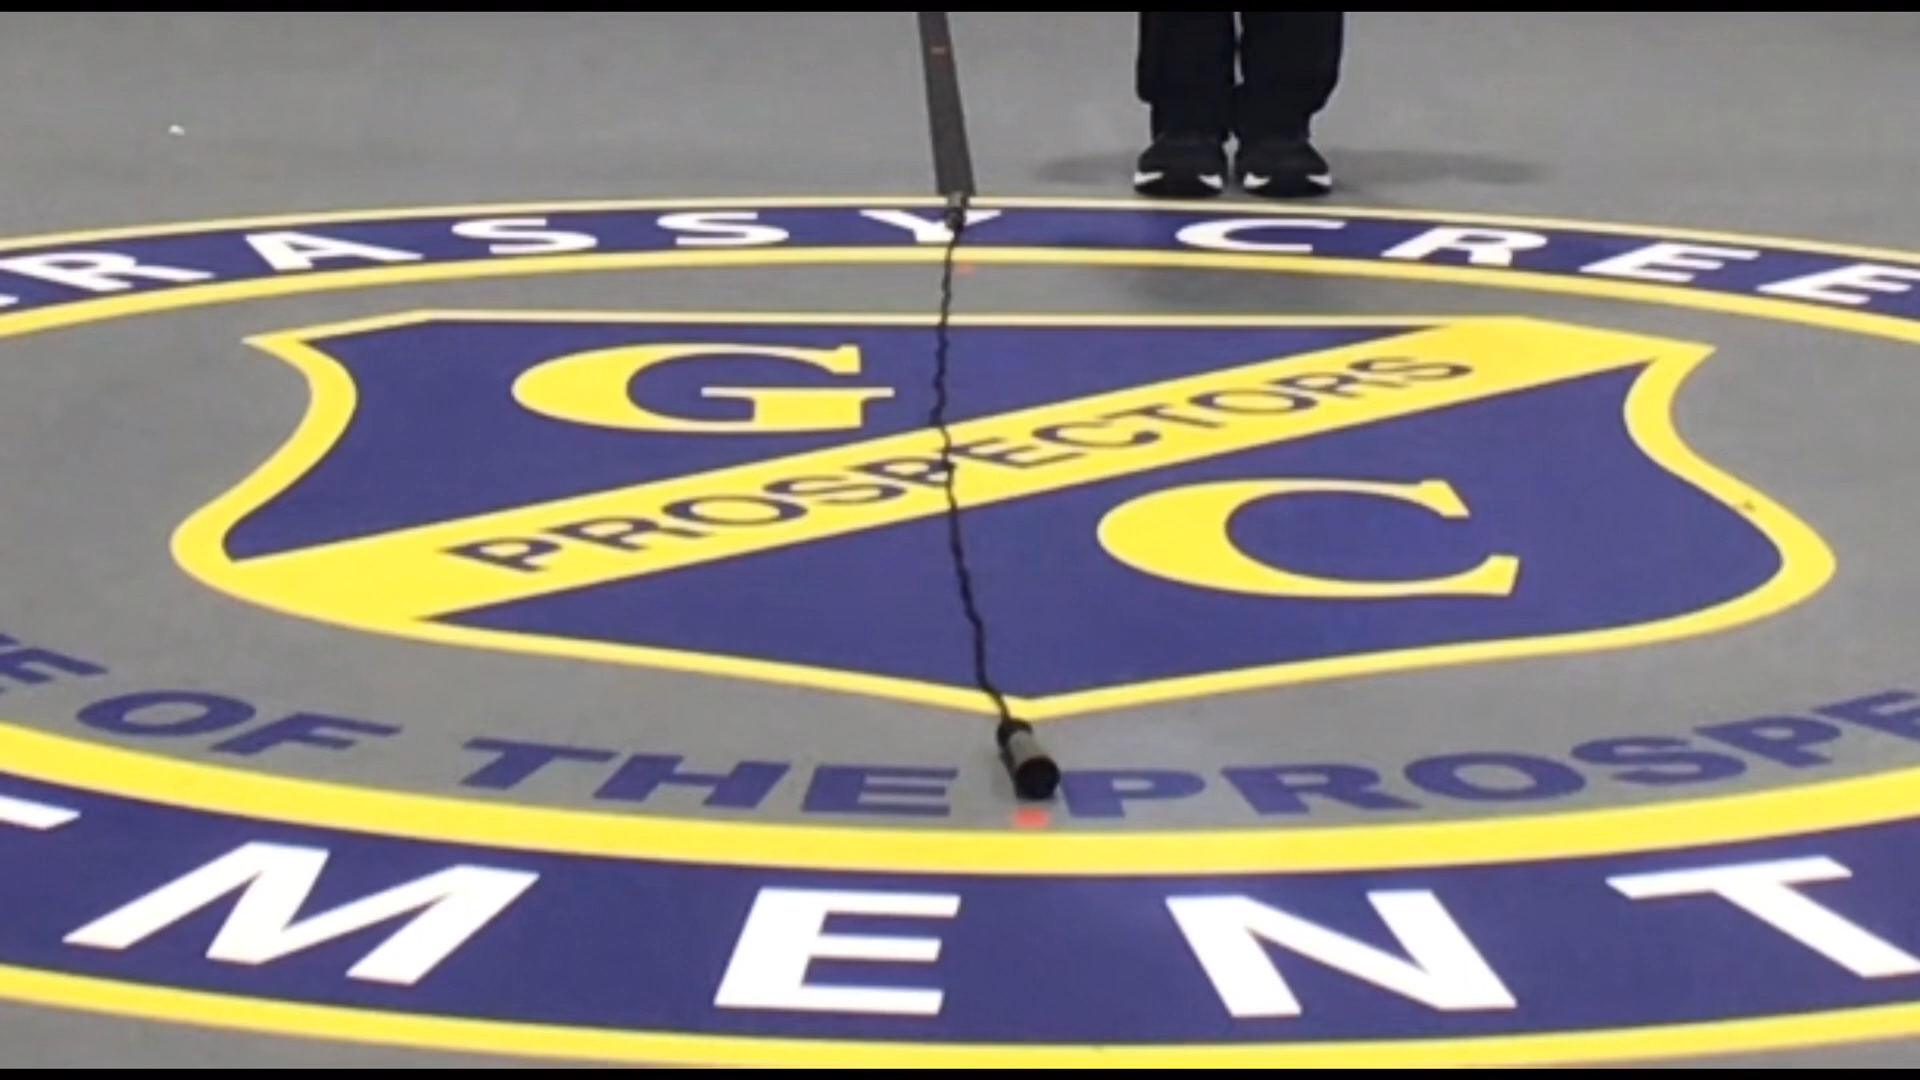 RASSY CREE
G
PROSPECTORS
C
OF THE PROSPE
MENT